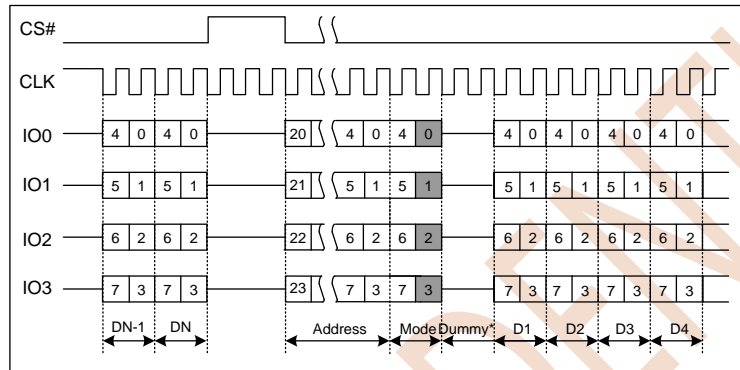 CS#
CLK
IO0 4 0 4 0 20 4 0 4 0 4 0 4 0 4 0 4 0
IO1 5 1 5 1 21 5 1 5 1 5 1 5 1 5 1 5 1
IO2 6 2 6 2 22 6 2 6 2 6 2 6 2 6 2 6 2
IO3 7 3 7 3 23 7 3 7 3 7 3 7 3 7 3 7 3
DN-1 DN Address Mode Dummy* D1 D2 D3 D4